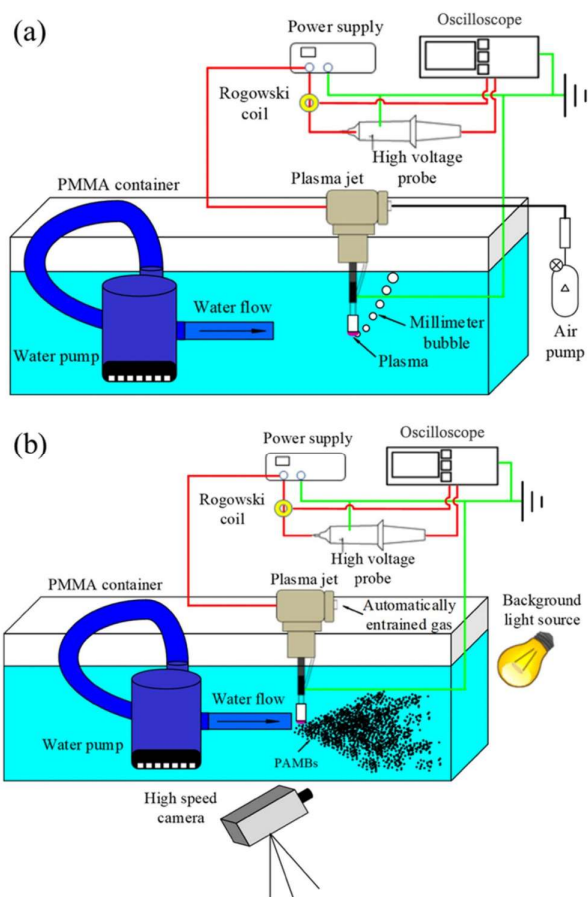 (a)
Power supply
Oscilloscope
Rogowski
coil
High voltage
probe
PMMA container
Plasma jet
Water flow
Water pump
Millimeter
bubble
Plasma
Air
pump
(b)
Power supply
Oscilloscope
Rogowski
coil
High voltage
probe
PMMA container
Plasma jet
Automatically
entrained gas
Background
light source
Water flow
Water pump
PAMBs
High speed
camera